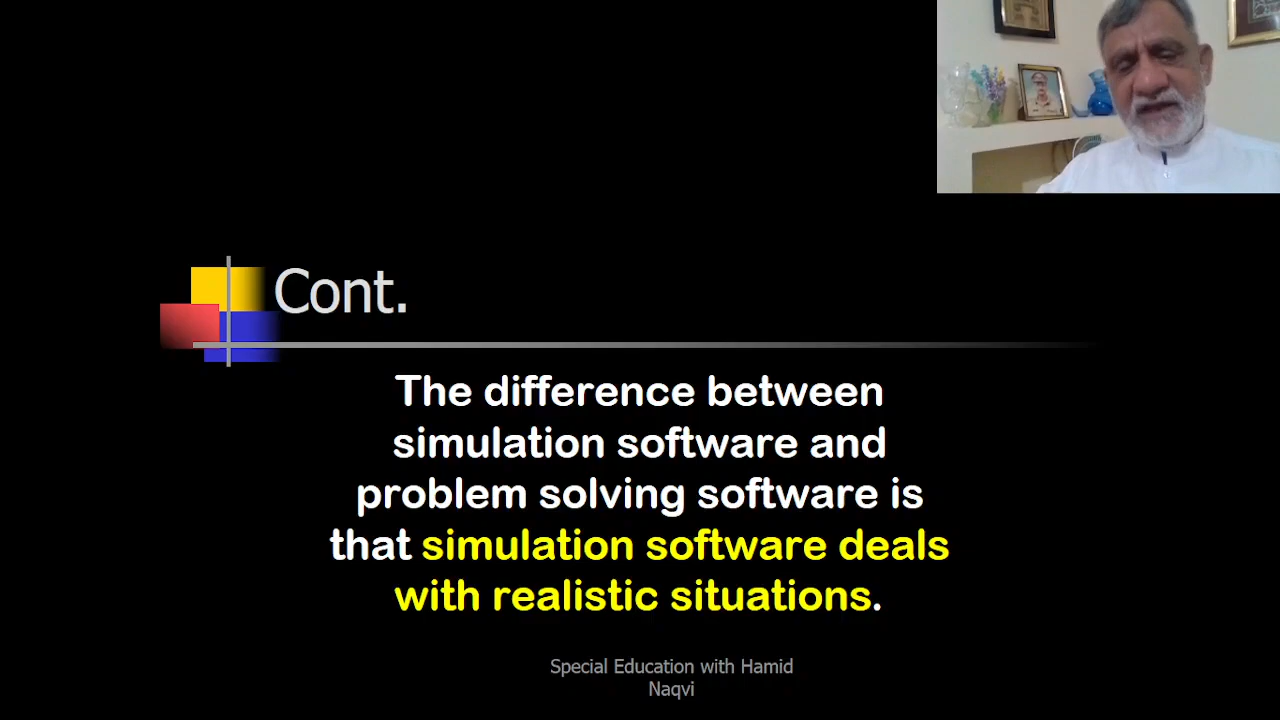 Cont.
The difference between
simulation software and
problem solving software is
that simulation software deals
with realistic situations.
Special Education with Hamid
Naqvi